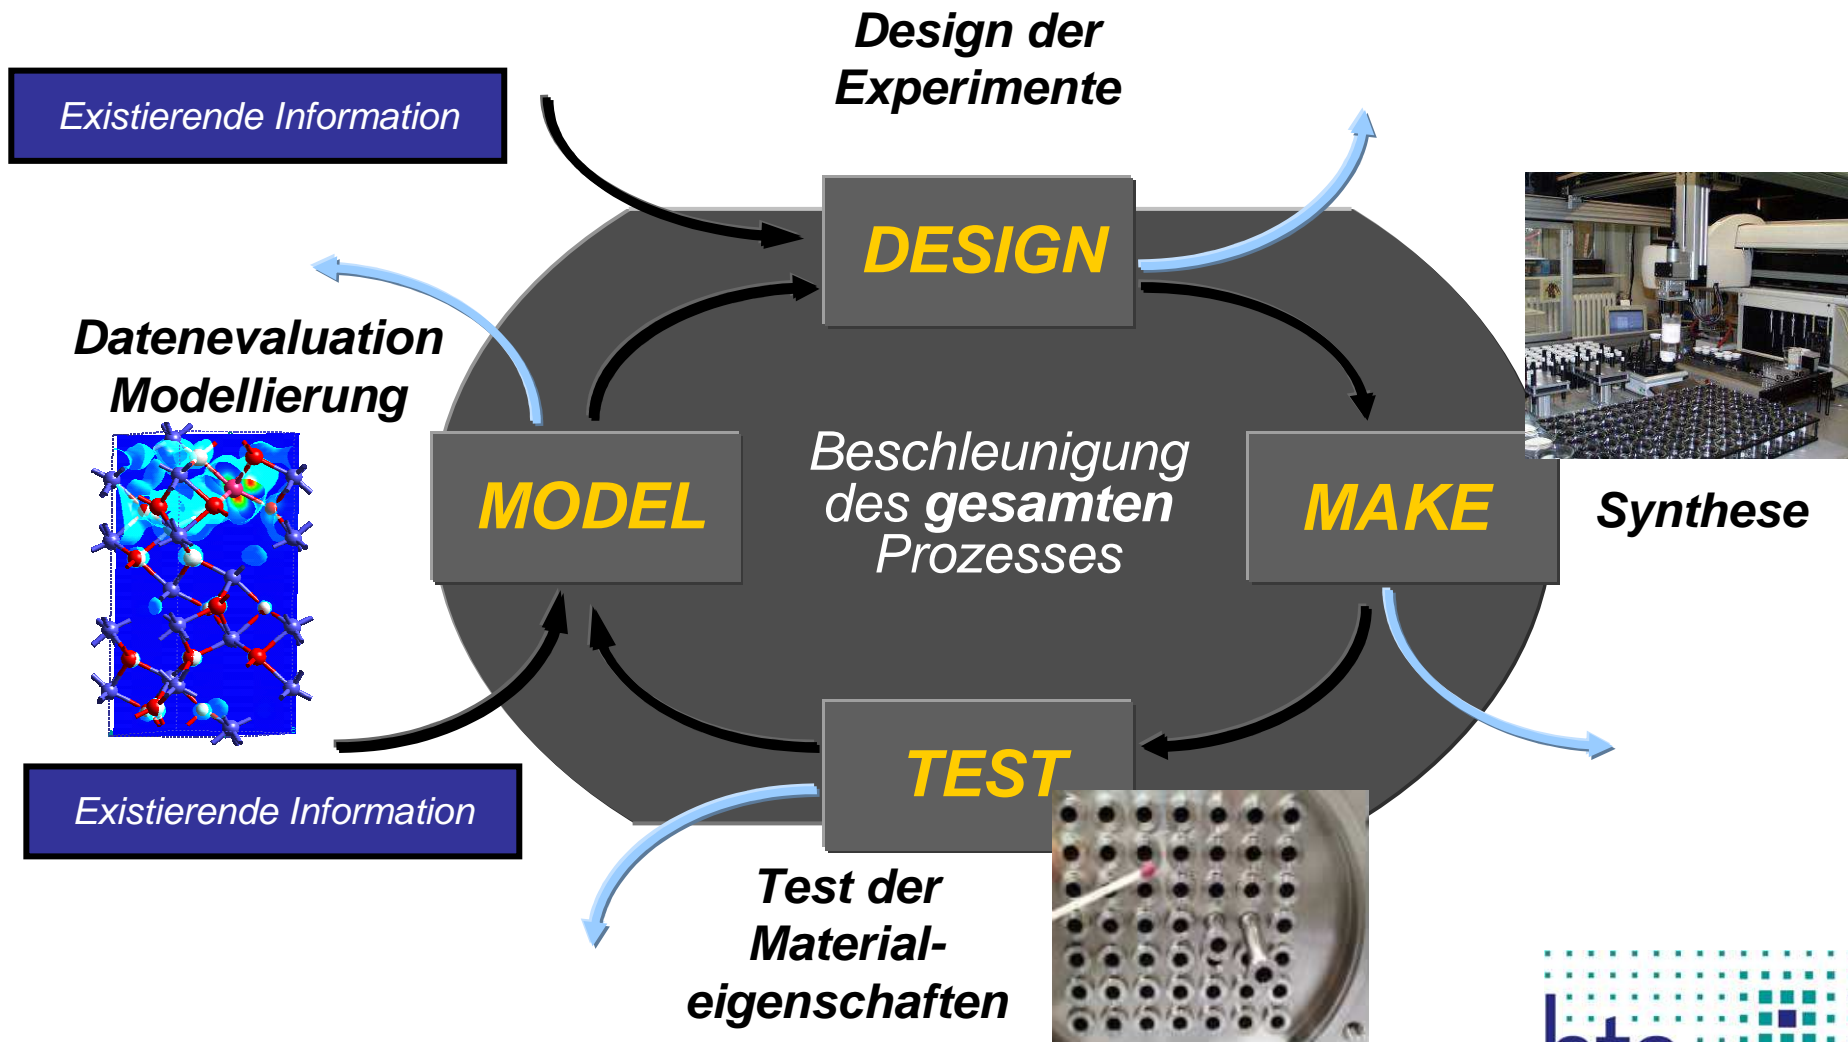 Design der
Experimente
Existierende Information
DESIGN
Datenevaluation
Modellierung
MODEL
Beschleunigung
des gesamten
Prozesses
MAKE
Synthese
TEST
Existierende Information
Test der
Material-
eigenschaften
hte